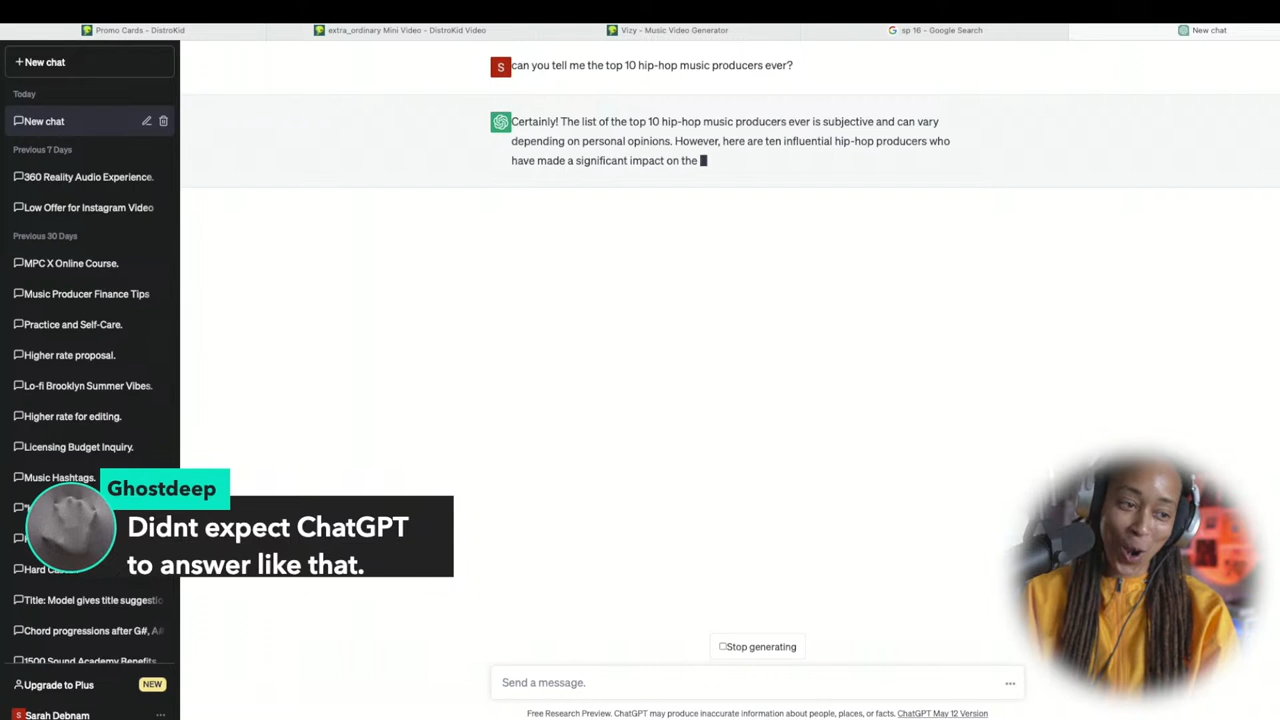 Promo Cards – DistroKid
extra_ordinary Mini Video - DistroKid Video
Vizy - Music Video Generator
sp 16 - Google Search
New chat
+ New chat
Today
New chat
Previous 7 Days
360 Reality Audio Experience.
Low Offer for Instagram Video
Previous 30 Days
MPC X Online Course.
Music Producer Finance Tips
Practice and Self-Care.
Higher rate proposal.
Lo-fi Brooklyn Summer Vibes.
Higher rate for editing.
Licensing Budget Inquiry.
Music Hashtags.
Hard
Title: Model gives title suggestio
Chord progressions after G#, A#
1500 Sound Academy Benefits
Upgrade to Plus
NEW
Sarah Debnam
S
can you tell me the top 10 hip-hop music producers ever?
Certainly! The list of the top 10 hip-hop music producers ever is subjective and can vary
depending on personal opinions. However, here are ten influential hip-hop producers who
have made a significant impact on the
Ghostdeep
Didnt expect ChatGPT
to answer like that.
Stop generating
Send a message.
Free Research Preview. ChatGPT may produce inaccurate information about people, places, or facts. ChatGPT May 12 Version
S